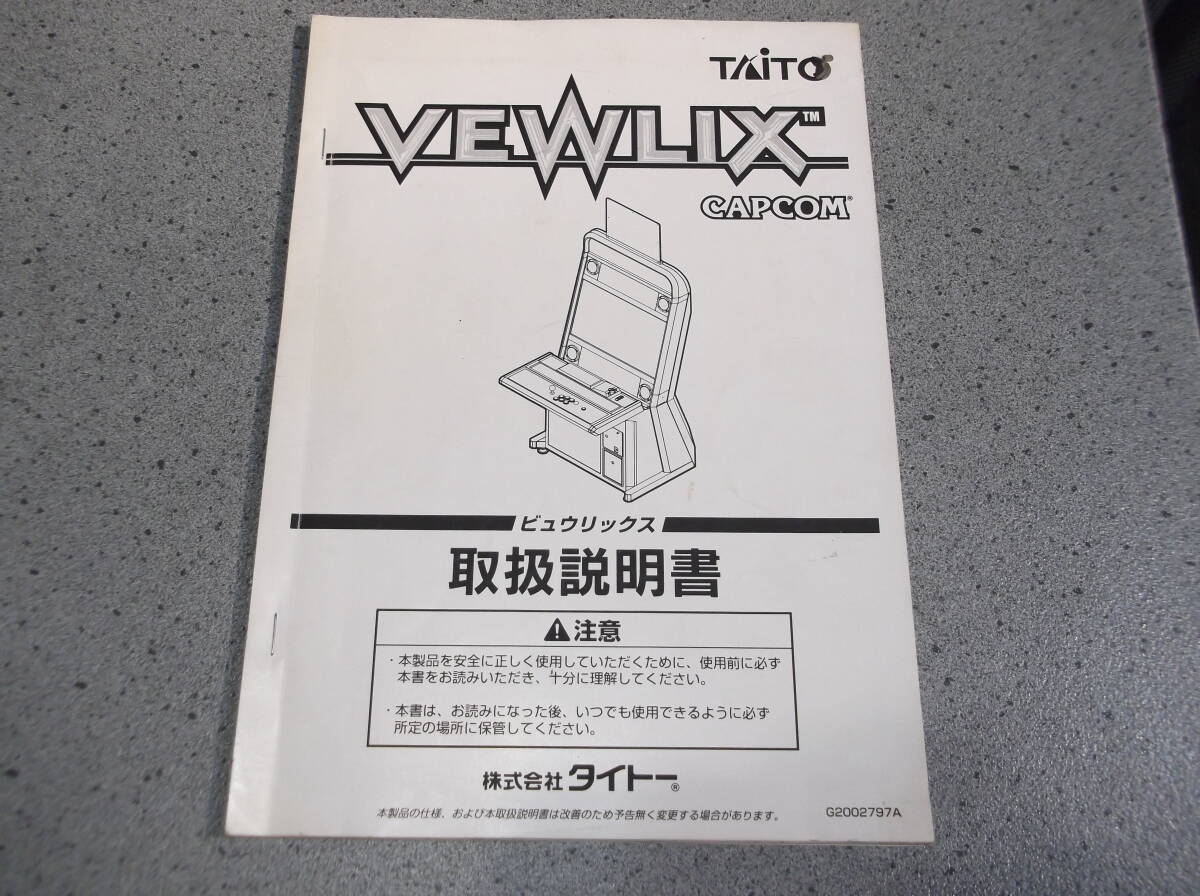 TAITO
VEWLIX™
CAPCOM®
ビュウリックス
取扱説明書
⚠注意
・本製品を安全に正しく使用していただくために、使用前に必ず
本書をお読みいただき、十分に理解してください。
・本書は、お読みになった後、いつでも使用できるように必ず
所定の場所に保管してください。
株式会社 タイトー®
本製品の仕様、および本取扱説明書は改善のため予告無く変更する場合があります。
G2002797A